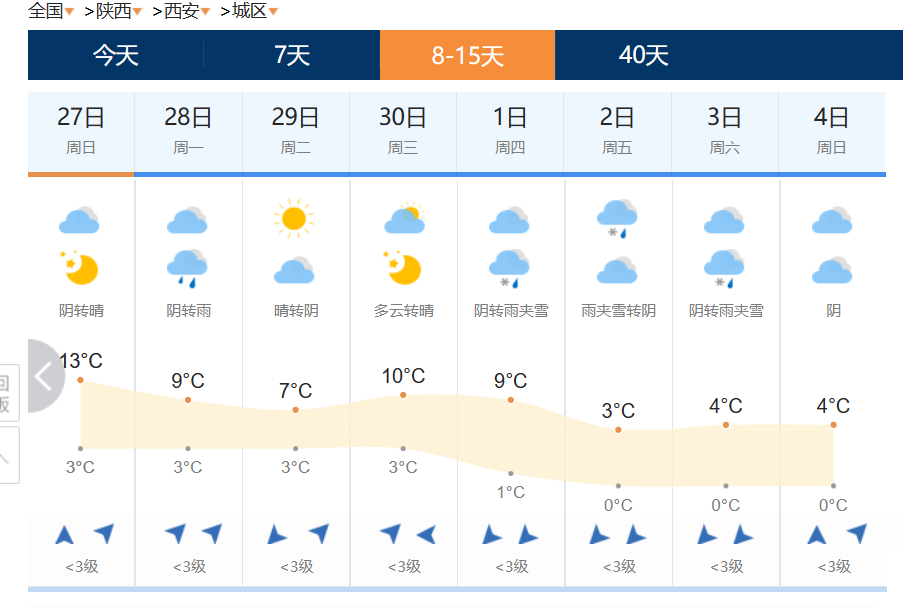 全国 >陕西 >西安 >城区
今天 7天 8-15天 40天
27日 28日 29日 30日 1日 2日 3日 4日
周日 周一 周二 周三 周四 周五 周六 周日
阴转晴 阴转雨 晴转阴 多云转晴 阴转雨夹雪 雨夹雪转阴 阴转雨夹雪 阴
13°C 9°C 7°C 10°C 9°C 3°C 4°C 4°C
回
版
3°C 3°C 3°C 3°C 1°C 0°C 0°C 0°C
<3级 <3级 <3级 <3级 <3级 <3级 <3级 <3级